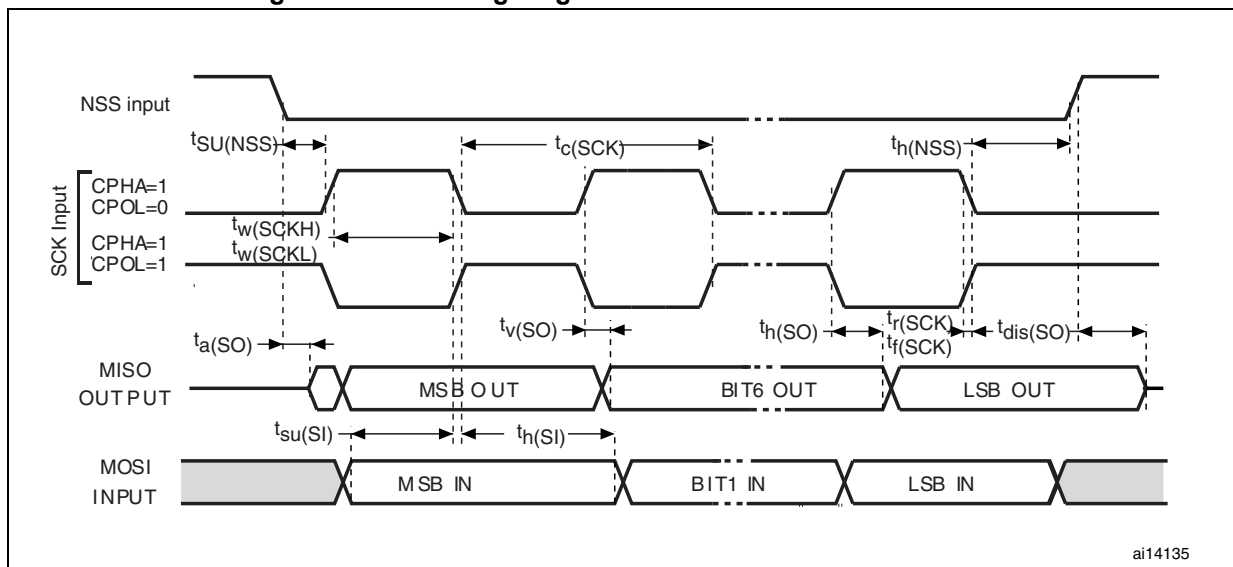 NSS input
tSU(NSS)
tc(SCK)
th(NSS)
SCK Input
CPHA=1
CPOL=0
tw(SCKH)
CPHA=1
tw(SCKL)
CPOL=1
tv(SO)
ta(SO)
th(SO)
tr(SCK)
tf(SCK)
tdis(SO)
MISO
OUTPUT
MSB OUT
BIT6 OUT
LSB OUT
tsu(SI)
th(SI)
MOSI
INPUT
MSB IN
BIT1 IN
LSB IN
ai14135